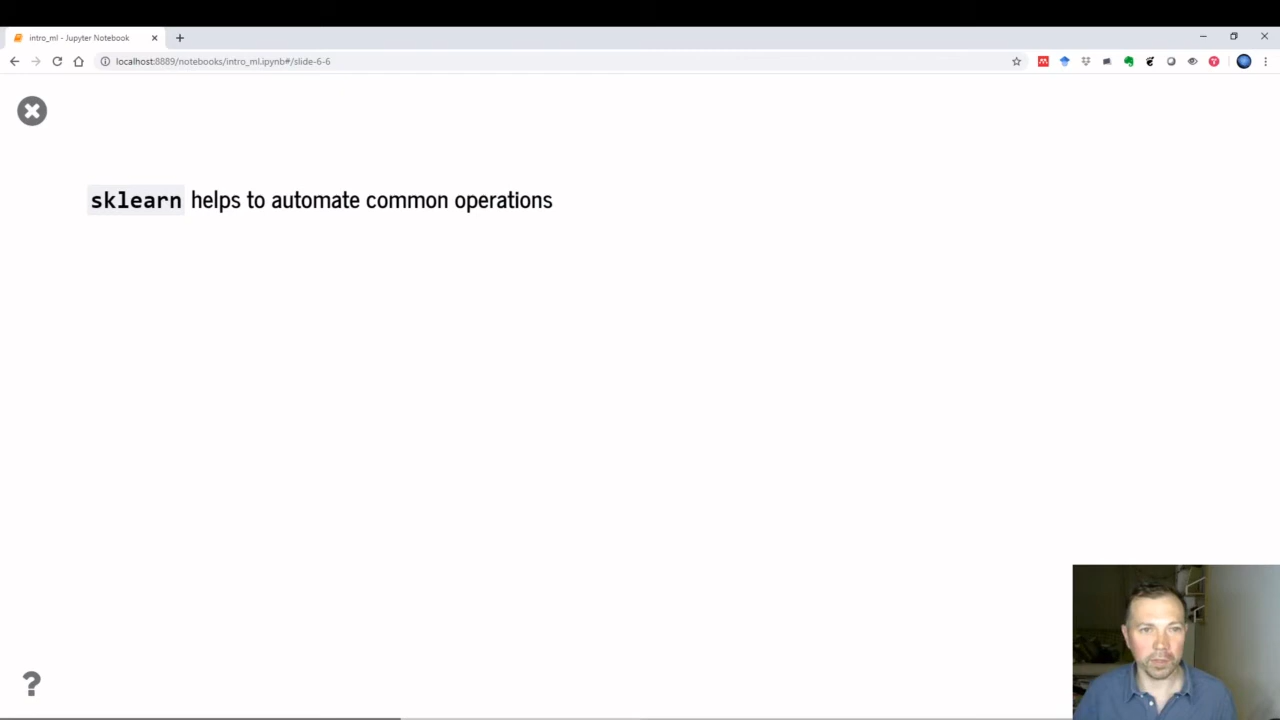 intro_ml - Jupyter Notebook
localhost:8889/notebooks/intro_ml.ipynb#/slide-6-6
sklearn helps to automate common operations
?